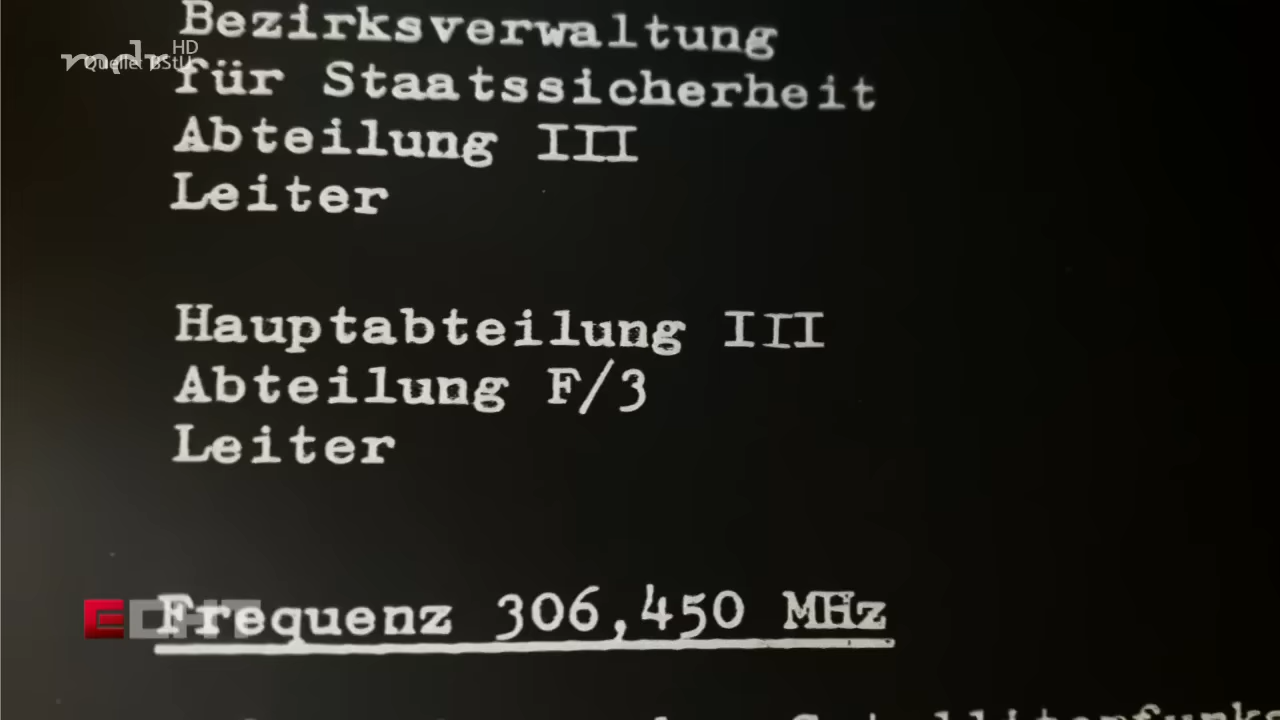 Bezirksverwaltung
mdr HD
Quelle: BStU
für Staatssicherheit
Abteilung III
Leiter
Hauptabteilung III
Abteilung F/3
Leiter
ECHT
Frequenz 306,450 MHz